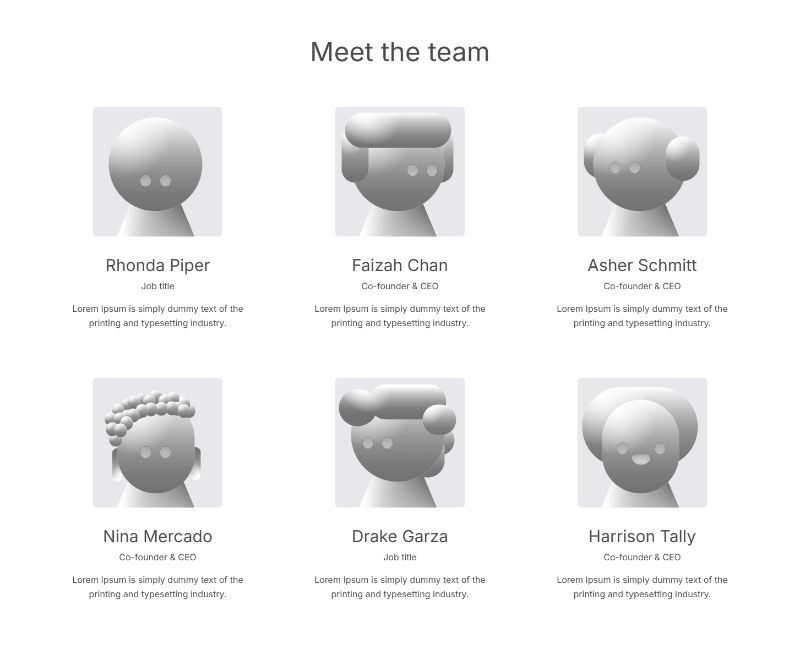 Meet the team
Rhonda Piper
Job title
Lorem Ipsum is simply dummy text of the
printing and typesetting industry.
Faizah Chan
Co-founder & CEO
Lorem Ipsum is simply dummy text of the
printing and typesetting industry.
Asher Schmitt
Co-founder & CEO
Lorem Ipsum is simply dummy text of the
printing and typesetting industry.
Nina Mercado
Co-founder & CEO
Lorem Ipsum is simply dummy text of the
printing and typesetting industry.
Drake Garza
Job title
Lorem Ipsum is simply dummy text of the
printing and typesetting industry.
Harrison Tally
Co-founder & CEO
Lorem Ipsum is simply dummy text of the
printing and typesetting industry.